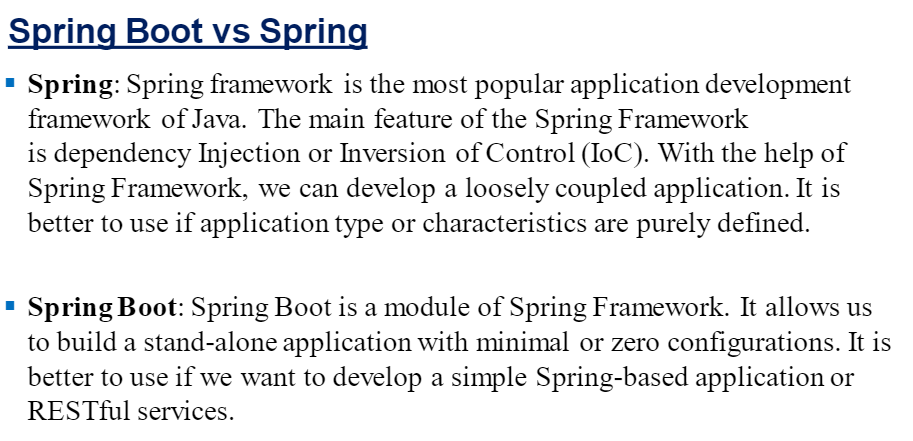 Spring Boot vs Spring
▪ Spring: Spring framework is the most popular application development
framework of Java. The main feature of the Spring Framework
is dependency Injection or Inversion of Control (IoC). With the help of
Spring Framework, we can develop a loosely coupled application. It is
better to use if application type or characteristics are purely defined.
▪ Spring Boot: Spring Boot is a module of Spring Framework. It allows us
to build a stand-alone application with minimal or zero configurations. It is
better to use if we want to develop a simple Spring-based application or
RESTful services.